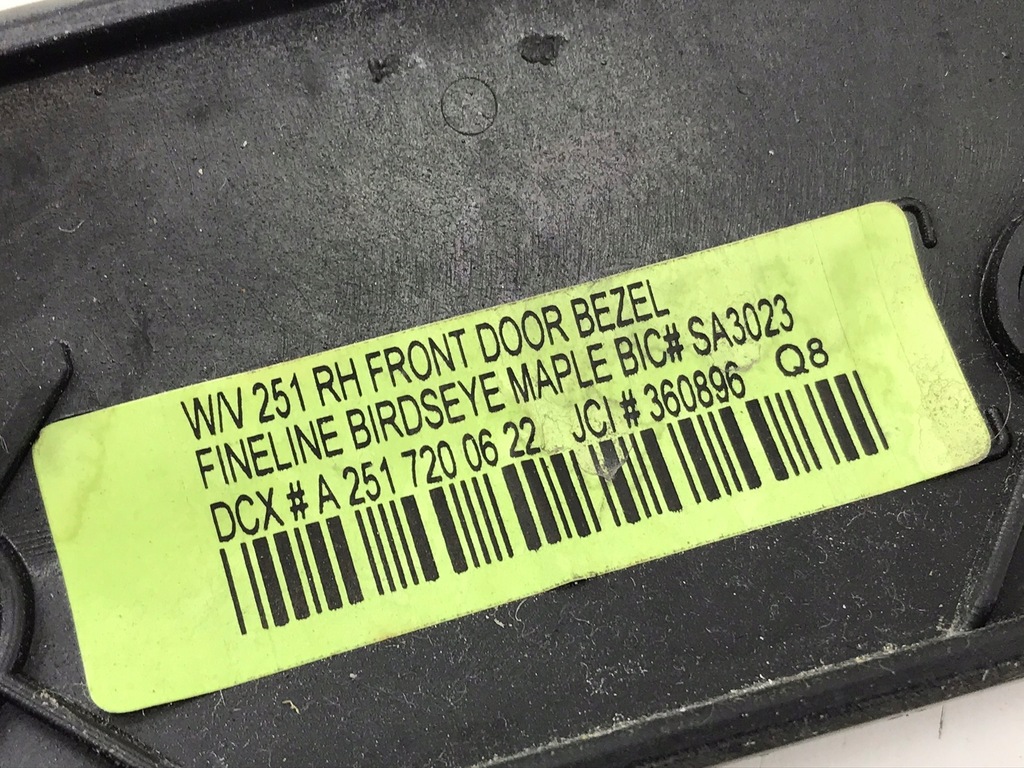 W/V 251 RH FRONT DOOR BEZEL
FINELINE BIRDSEYE MAPLE BIC# SA3023
DCX # A 251 720 06 22 JCI # 360896 Q8